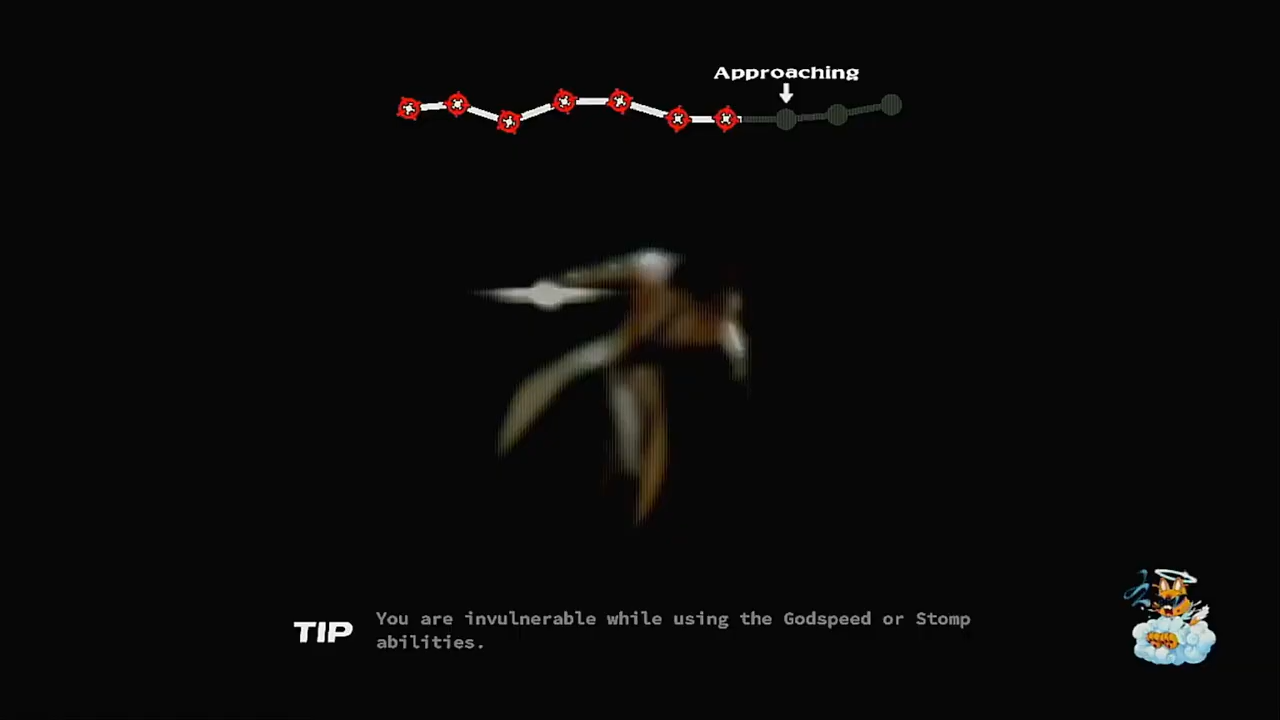 Approaching
TIP
You are invulnerable while using the Godspeed or Stomp
abilities.